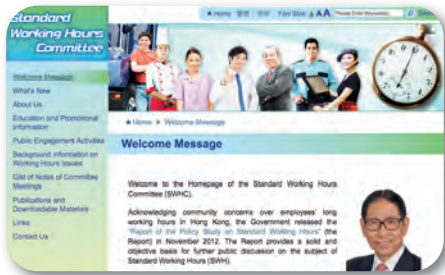 Standard
Working Hours
Committee
Home 繁體 简体 Font Size A A A
Welcome Message
What's New
About Us
Education and Promotional
Information
Public Engagement Activities
Background Information on
Working Hours Issues
Gist of Notes of Committee
Meetings
Publications and
Downloadable Materials
Links
Contact Us
Home > Welcome Message
Welcome Message
Welcome to the Homepage of the Standard Working Hours
Committee (SWHC).
Acknowledging community concerns over employees' long
working hours in Hong Kong, the Government released the
"Report of the Policy Study on Standard Working Hours" (the
Report) in November 2012. The Report provides a solid and
objective basis for further public discussion on the subject of
Standard Working Hours (SWH).